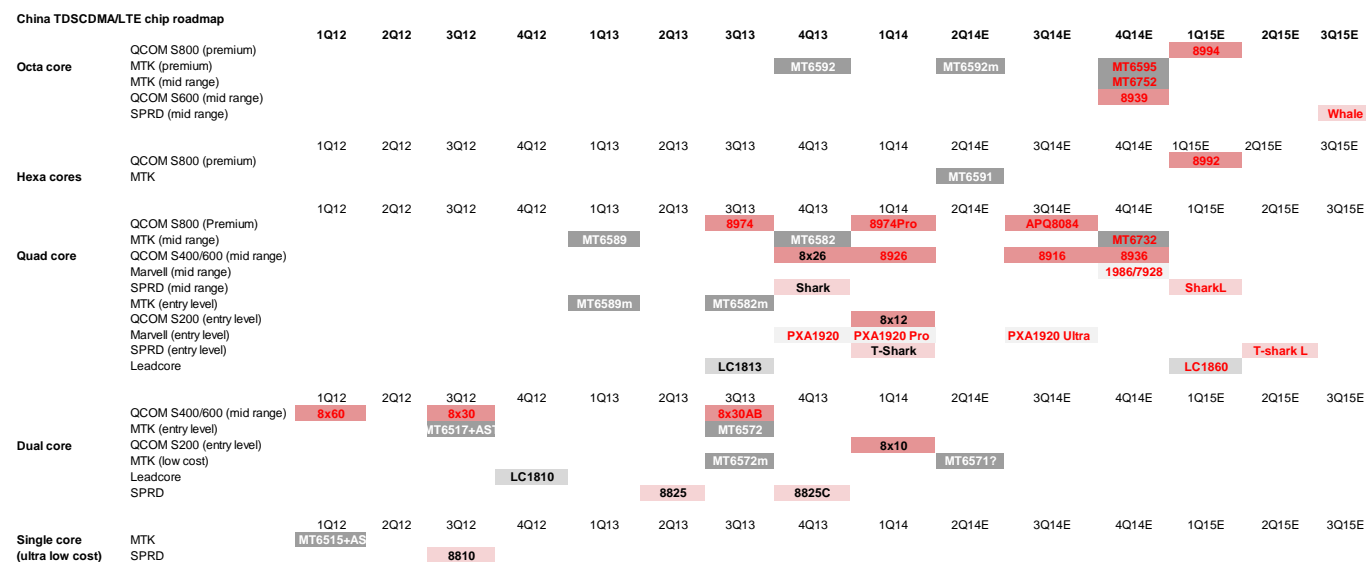 China TDSCDMA/LTE chip roadmap
1Q12 2Q12 3Q12 4Q12 1Q13 2Q13 3Q13 4Q13 1Q14 2Q14E 3Q14E 4Q14E 1Q15E 2Q15E 3Q15E
QCOM S800 (premium) 8994
Octa core MTK (premium) MT6592 MT6592m MT6595
MTK (mid range) MT6752
QCOM S600 (mid range) 8939
SPRD (mid range) Whale
1Q12 2Q12 3Q12 4Q12 1Q13 2Q13 3Q13 4Q13 1Q14 2Q14E 3Q14E 4Q14E 1Q15E 2Q15E 3Q15E
QCOM S800 (premium) 8992
Hexa cores MTK MT6591
1Q12 2Q12 3Q12 4Q12 1Q13 2Q13 3Q13 4Q13 1Q14 2Q14E 3Q14E 4Q14E 1Q15E 2Q15E 3Q15E
QCOM S800 (Premium) 8974 8974Pro APQ8084
MTK (mid range) MT6589 MT6582 MT6732
Quad core QCOM S400/600 (mid range) 8x26 8926 8916 8936
Marvell (mid range) 1986/7928
SPRD (mid range) Shark SharkL
MTK (entry level) MT6589m MT6582m
QCOM S200 (entry level) 8x12
Marvell (entry level) PXA1920 PXA1920 Pro PXA1920 Ultra
SPRD (entry level) T-Shark T-shark L
Leadcore LC1813 LC1860
1Q12 2Q12 3Q12 4Q12 1Q13 2Q13 3Q13 4Q13 1Q14 2Q14E 3Q14E 4Q14E 1Q15E 2Q15E 3Q15E
QCOM S400/600 (mid range) 8x60 8x30 8x30AB
MTK (entry level) MT6517+AST MT6572
Dual core QCOM S200 (entry level) 8x10
MTK (low cost) MT6572m MT6571?
Leadcore LC1810
SPRD 8825 8825C
1Q12 2Q12 3Q12 4Q12 1Q13 2Q13 3Q13 4Q13 1Q14 2Q14E 3Q14E 4Q14E 1Q15E 2Q15E 3Q15E
Single core MTK MT6515+AS
(ultra low cost) SPRD 8810